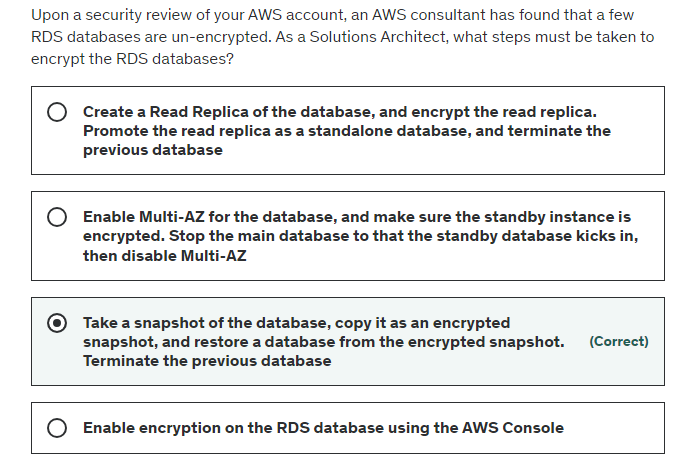 Upon a security review of your AWS account, an AWS consultant has found that a few
RDS databases are un-encrypted. As a Solutions Architect, what steps must be taken to
encrypt the RDS databases?
Create a Read Replica of the database, and encrypt the read replica.
Promote the read replica as a standalone database, and terminate the
previous database
Enable Multi-AZ for the database, and make sure the standby instance is
encrypted. Stop the main database to that the standby database kicks in,
then disable Multi-AZ
Take a snapshot of the database, copy it as an encrypted
snapshot, and restore a database from the encrypted snapshot. (Correct)
Terminate the previous database
Enable encryption on the RDS database using the AWS Console